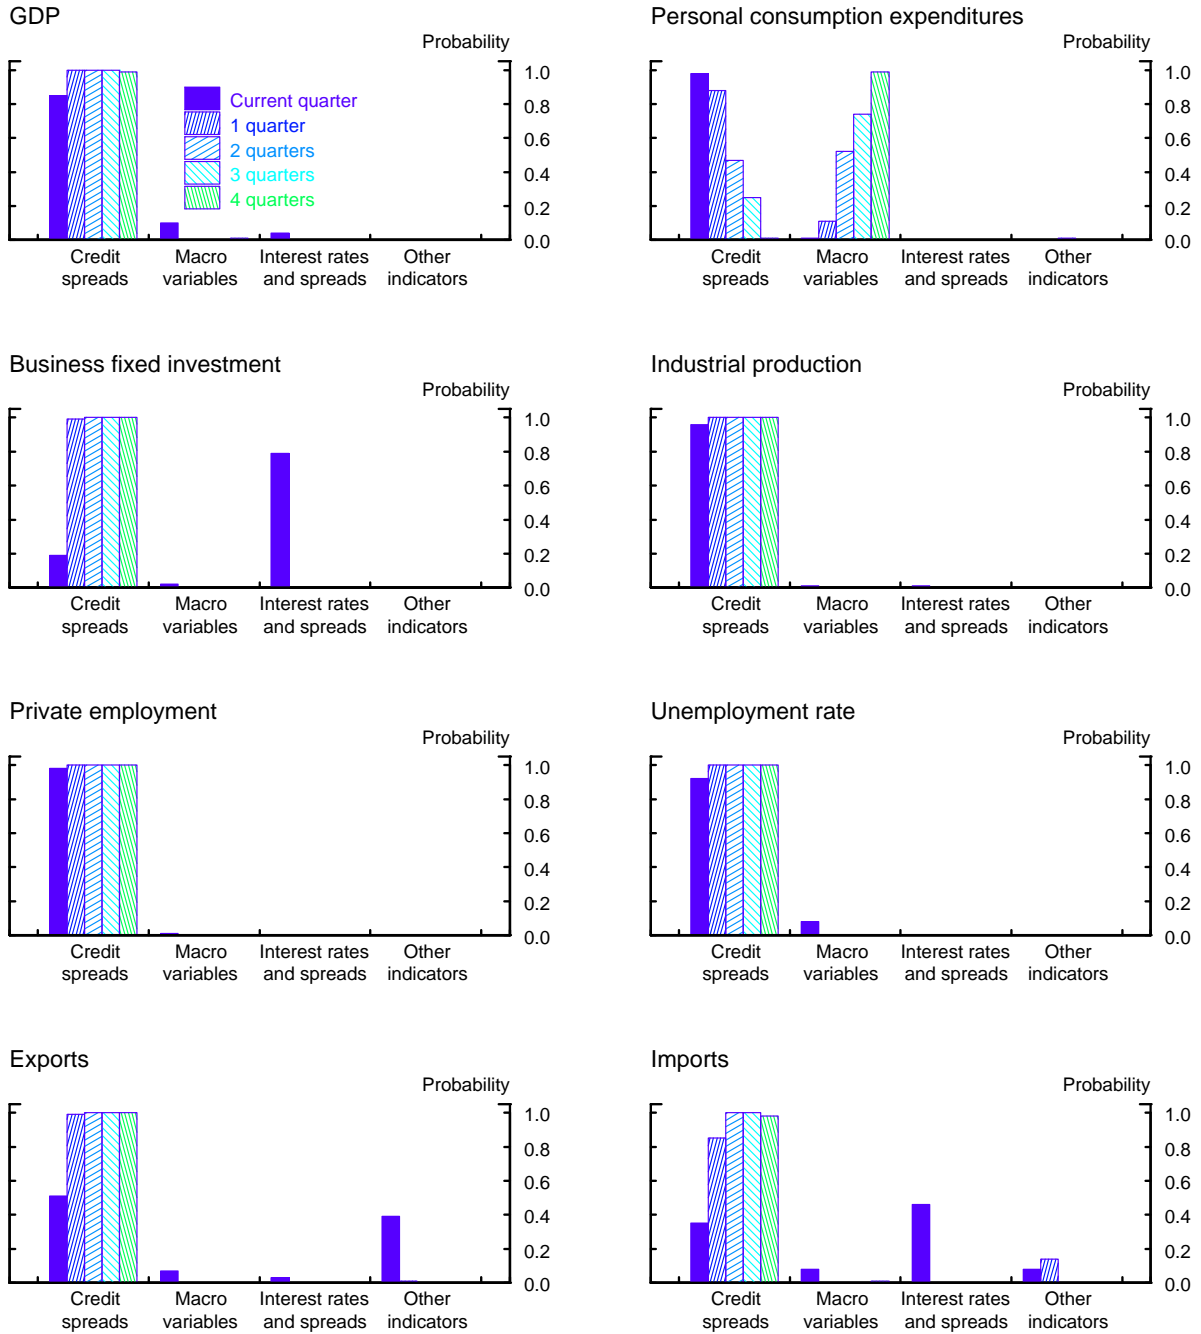 GDP
Probability
1.0
0.8
0.6
0.4
0.2
0.0
Current quarter
1 quarter
2 quarters
3 quarters
4 quarters
Credit spreads
Macro variables
Interest rates and spreads
Other indicators
Personal consumption expenditures
Probability
1.0
0.8
0.6
0.4
0.2
0.0
Credit spreads
Macro variables
Interest rates and spreads
Other indicators
Business fixed investment
Probability
1.0
0.8
0.6
0.4
0.2
0.0
Credit spreads
Macro variables
Interest rates and spreads
Other indicators
Industrial production
Probability
1.0
0.8
0.6
0.4
0.2
0.0
Credit spreads
Macro variables
Interest rates and spreads
Other indicators
Private employment
Probability
1.0
0.8
0.6
0.4
0.2
0.0
Credit spreads
Macro variables
Interest rates and spreads
Other indicators
Unemployment rate
Probability
1.0
0.8
0.6
0.4
0.2
0.0
Credit spreads
Macro variables
Interest rates and spreads
Other indicators
Exports
Probability
1.0
0.8
0.6
0.4
0.2
0.0
Credit spreads
Macro variables
Interest rates and spreads
Other indicators
Imports
Probability
1.0
0.8
0.6
0.4
0.2
0.0
Credit spreads
Macro variables
Interest rates and spreads
Other indicators